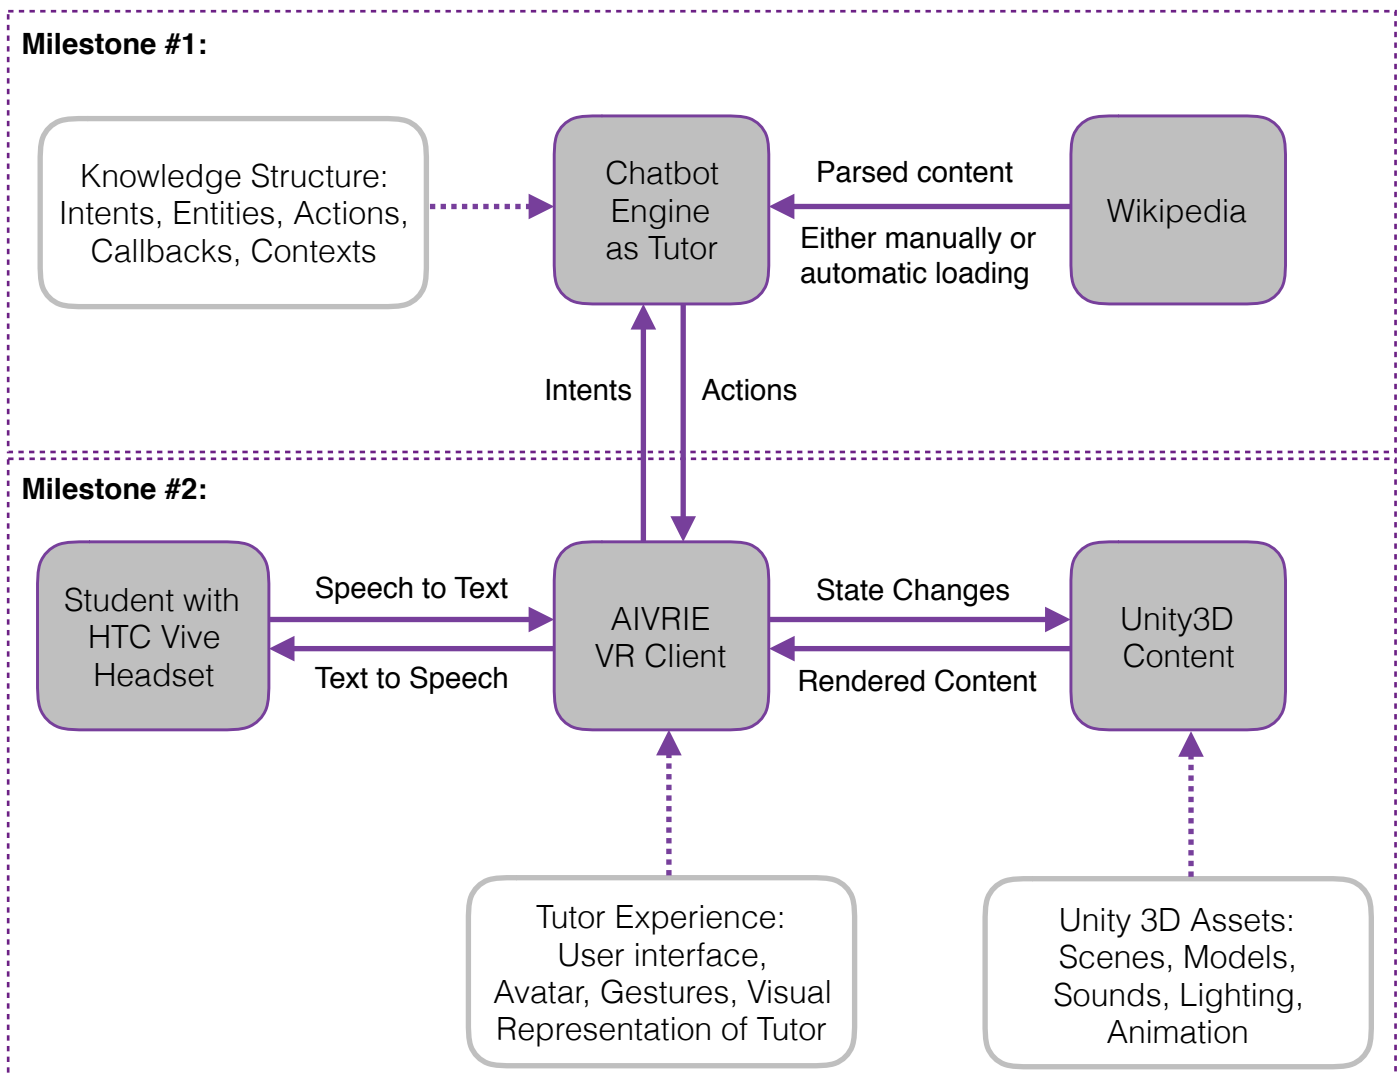 Milestone #1:
Knowledge Structure:
Intents, Entities, Actions,
Callbacks, Contexts
Chatbot
Engine
as Tutor
Parsed content
Either manually or
automatic loading
Wikipedia
Intents
Actions
Milestone #2:
Student with
HTC Vive
Headset
Speech to Text
Text to Speech
AIVRIE
VR Client
State Changes
Rendered Content
Unity3D
Content
Tutor Experience:
User interface,
Avatar, Gestures, Visual
Representation of Tutor
Unity 3D Assets:
Scenes, Models,
Sounds, Lighting,
Animation